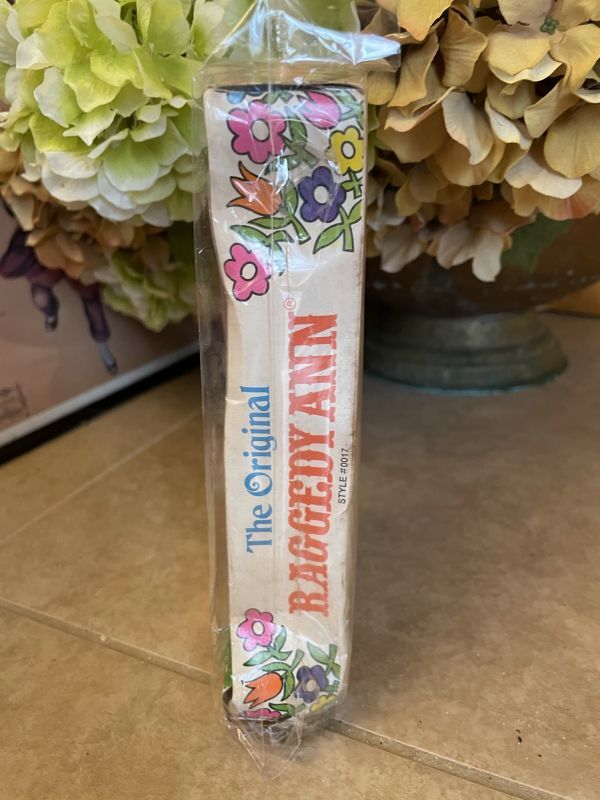 The Original
RAGGEDY ANN®
STYLE #0017